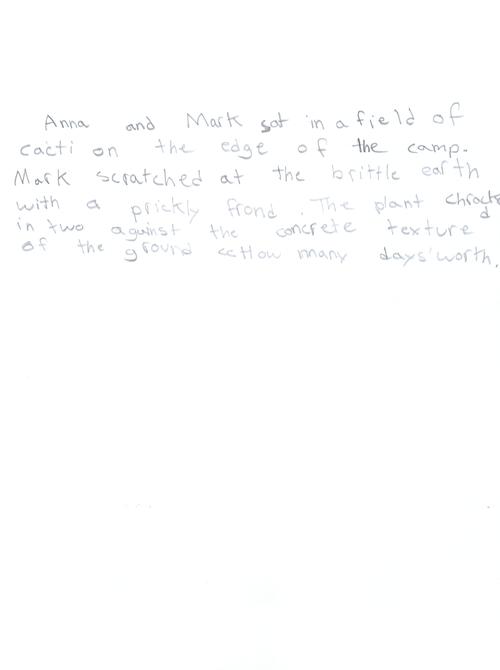 Anna and Mark sat in a field of
cacti on the edge of the camp.
Mark scratched at the brittle earth
with a prickly frond. The plant
in two against the concrete texture
of the ground "How many days' worth.